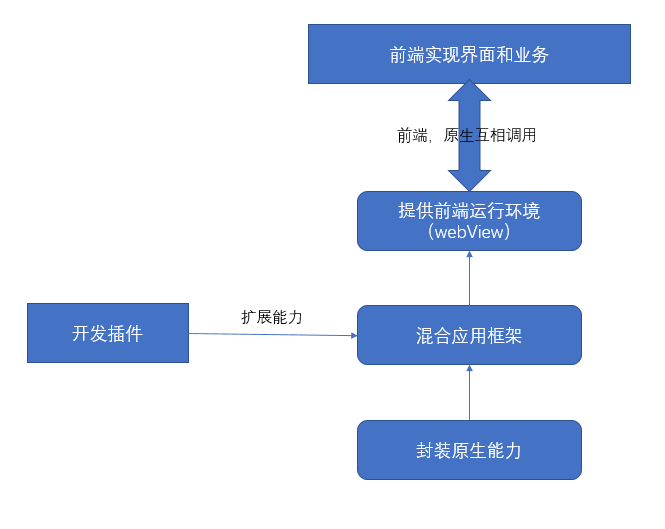 前端实现界面和业务
前端，原生互相调用
提供前端运行环境
（webView）
扩展能力
开发插件
混合应用框架
封装原生能力